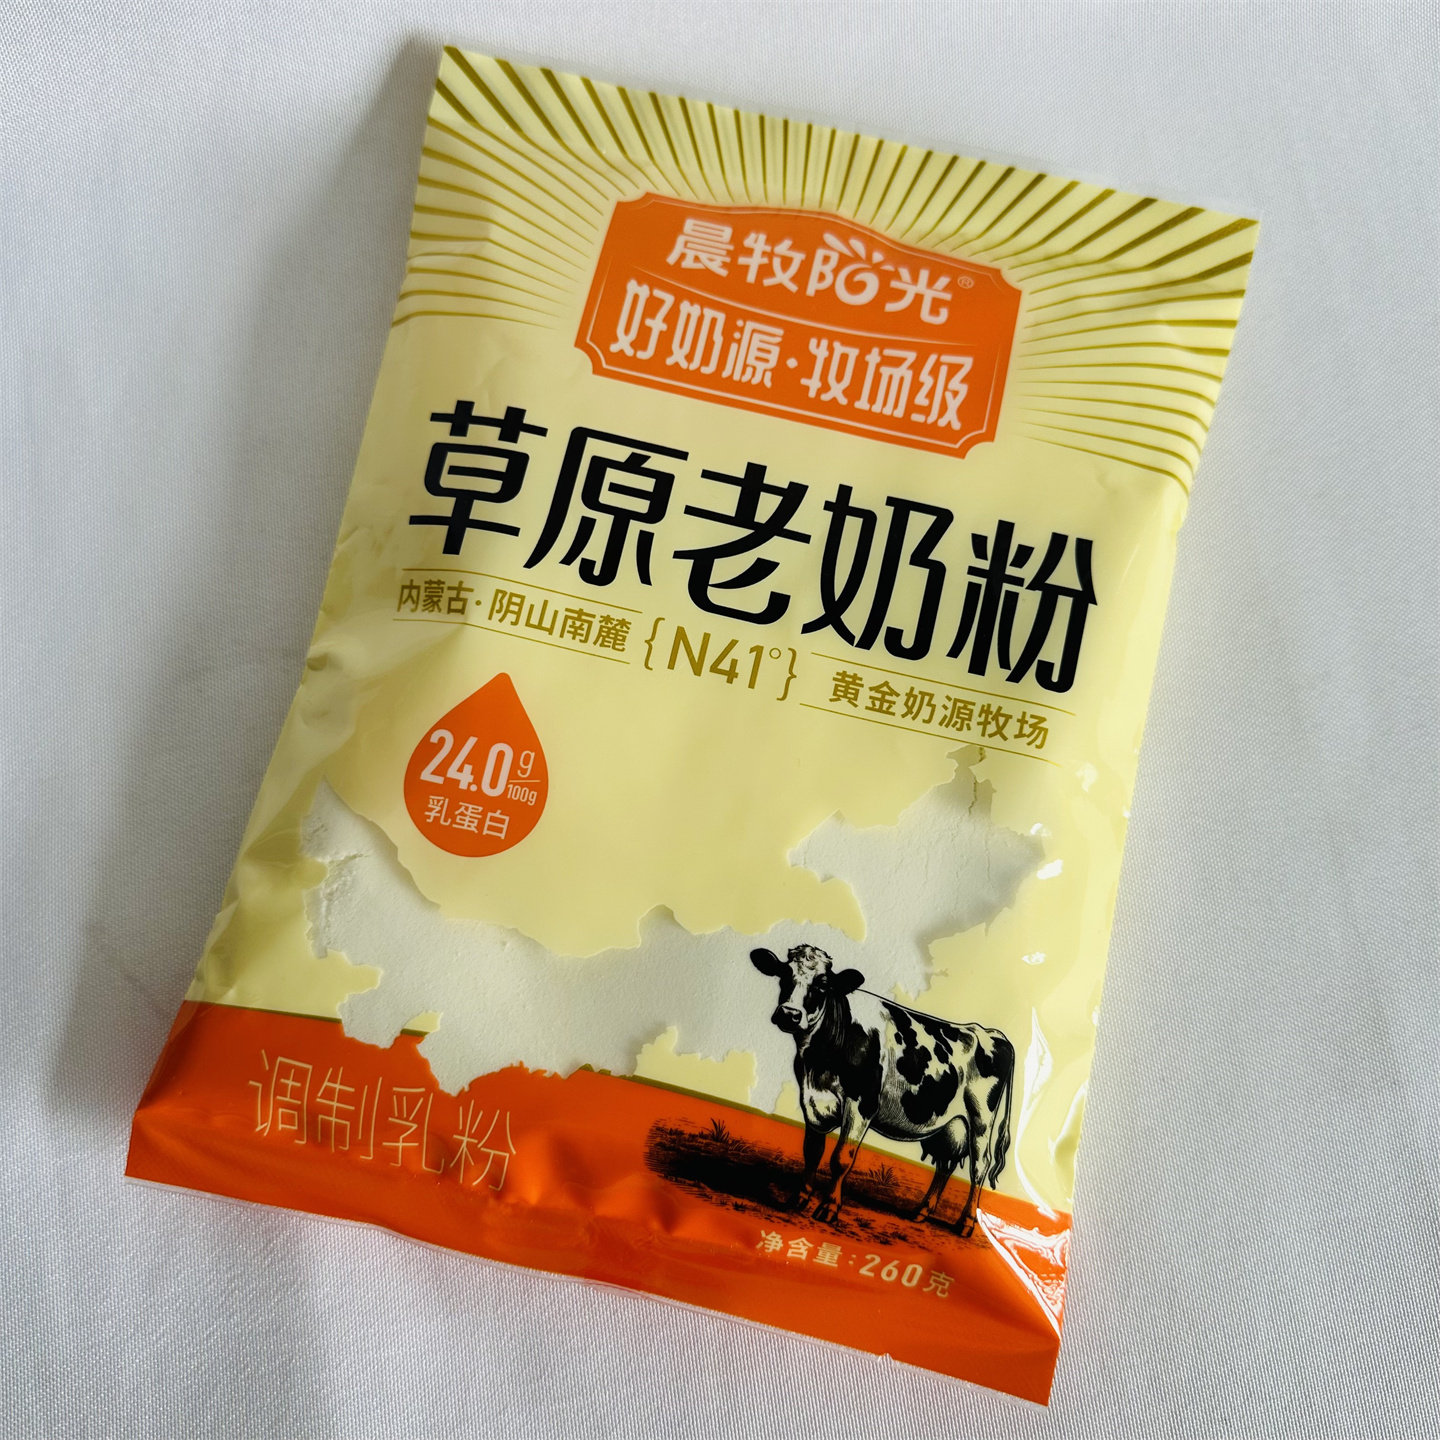 晨牧阳光®
好奶源·牧场级
草原老奶粉
内蒙古·阴山南麓{N41°}黄金奶源牧场
24.0g/100g
乳蛋白
调制乳粉
净含量:260克